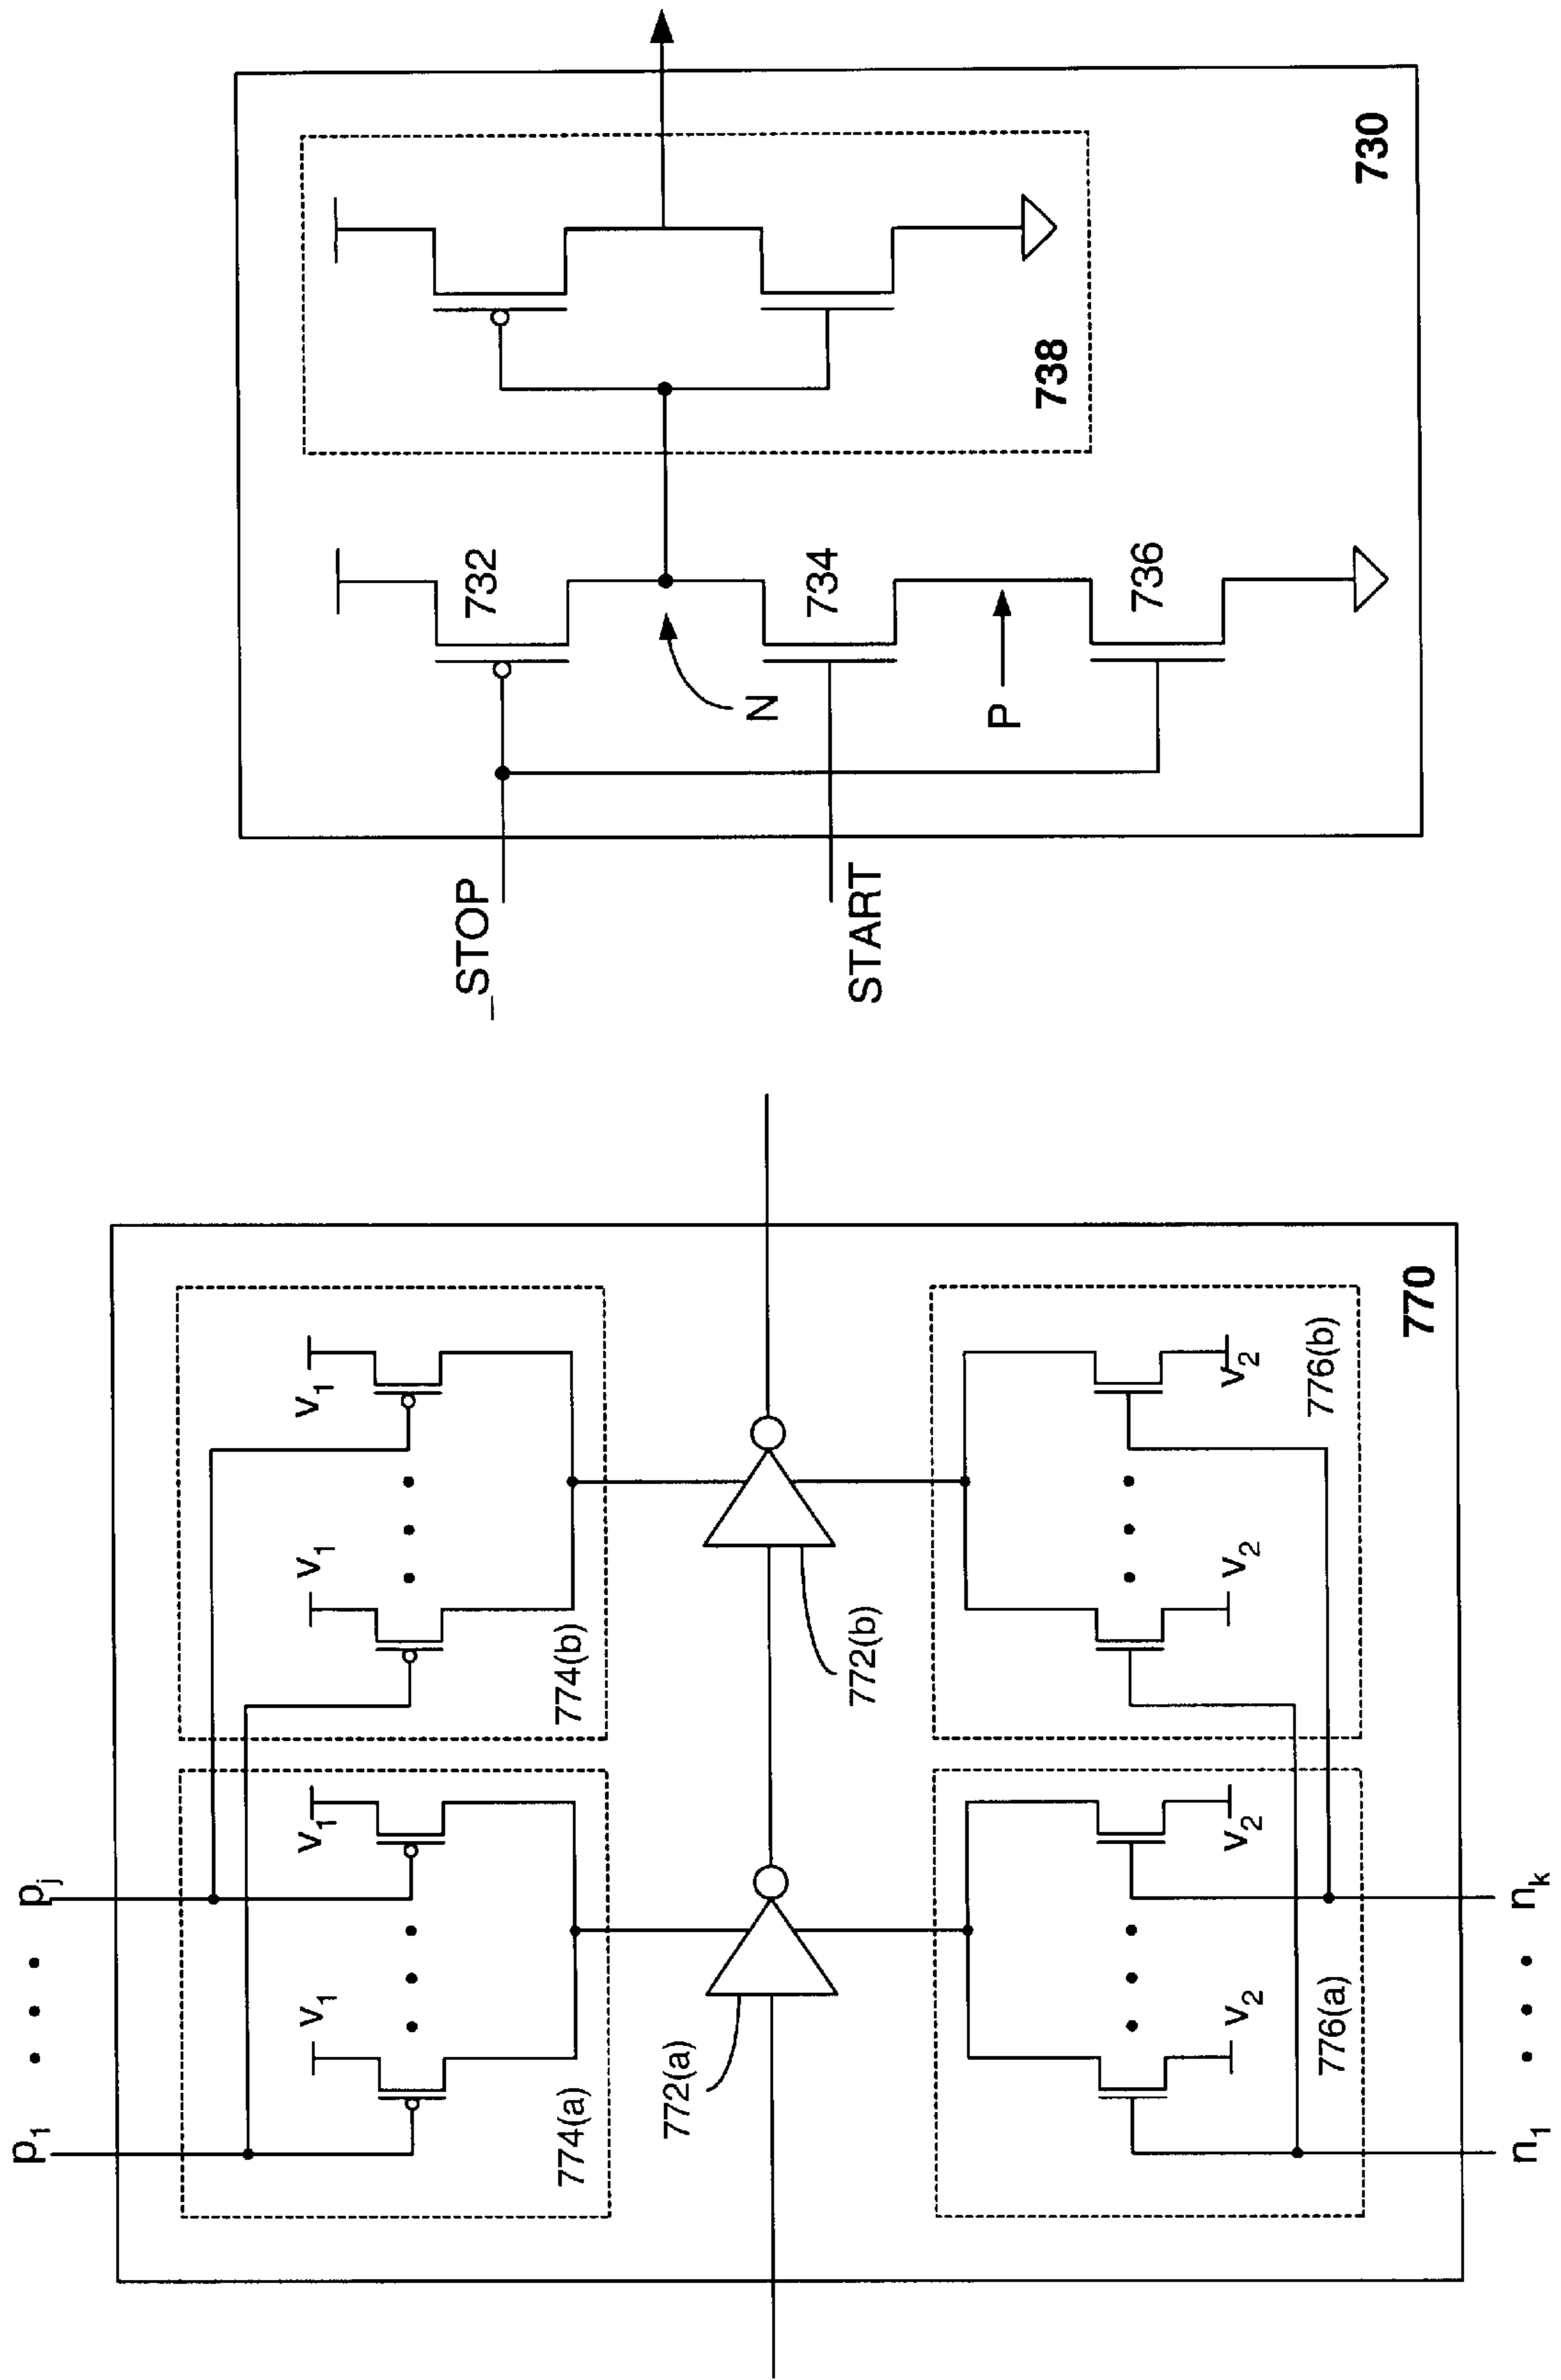 _STOP
START
732
734
736
N
P
738
730
p1
pj
V1
V1
V1
V1
774(a)
774(b)
772(a)
772(b)
V2
V2
V2
V2
776(a)
776(b)
n1
nk
770